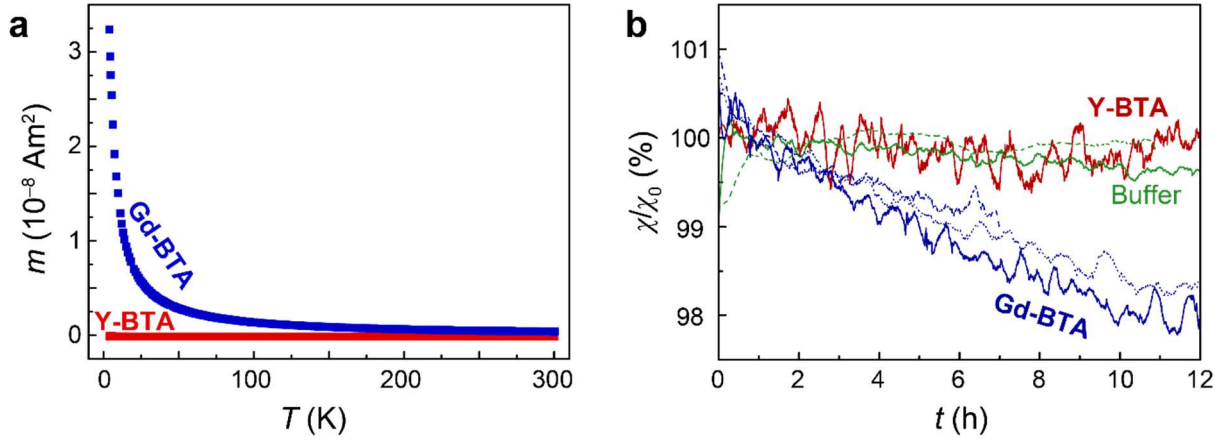 a
3
2
1
0
m (10⁻⁸ Am²)
Gd-BTA
Y-BTA
0
100
200
300
T (K)
b
101
100
99
98
χ/χ₀ (%)
Y-BTA
Buffer
Gd-BTA
0
2
4
6
8
10
12
t (h)